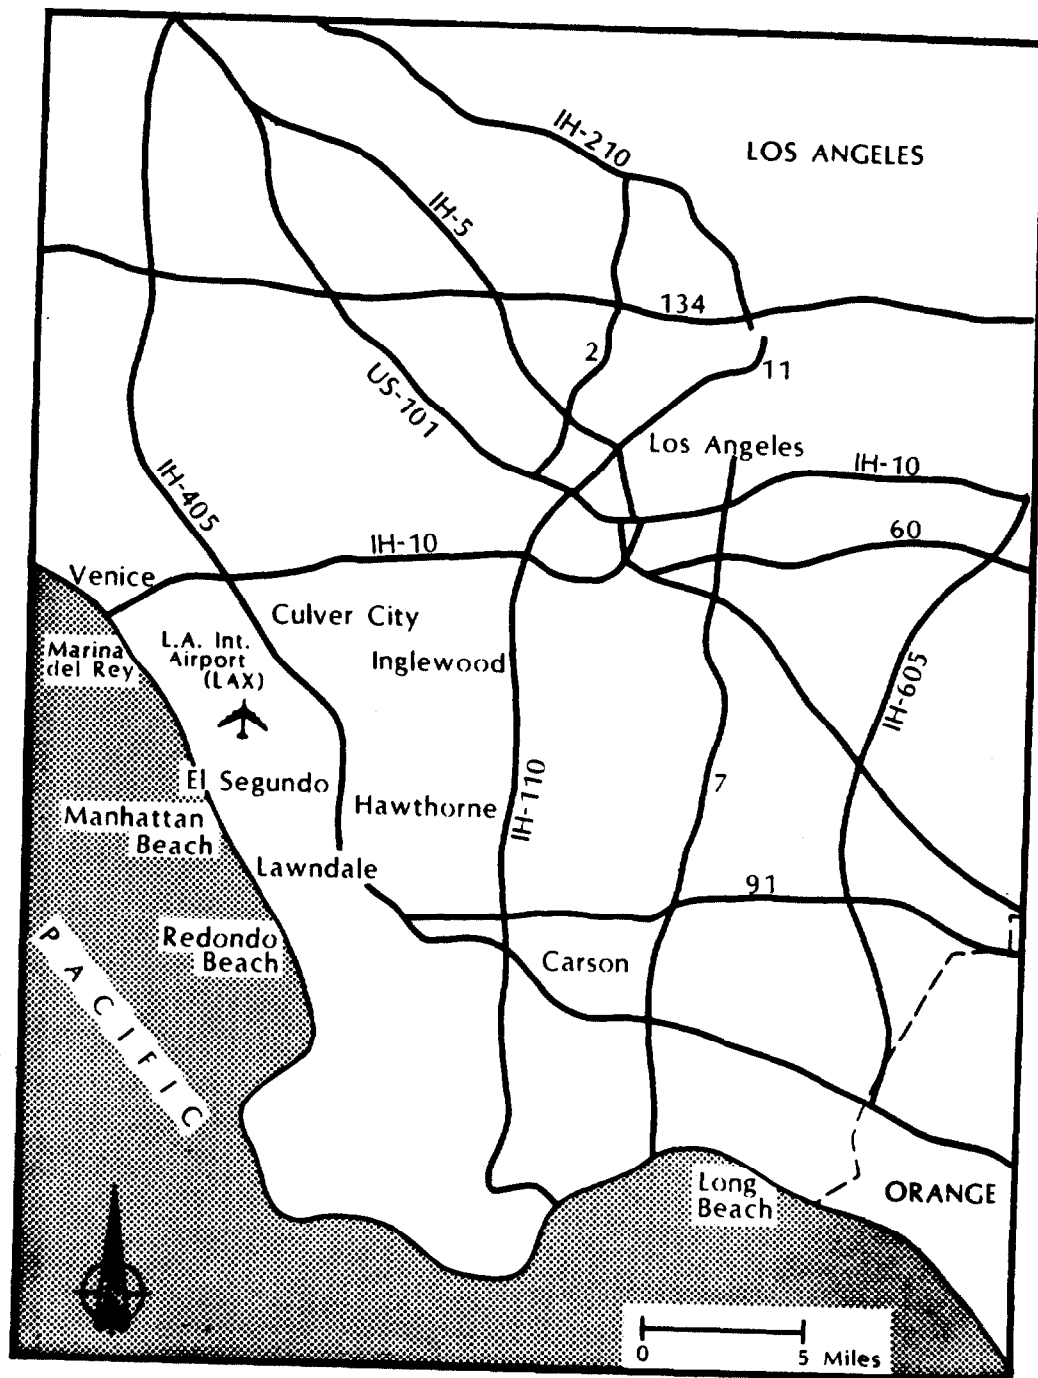 IH-210
LOS ANGELES
IH-5
134
2
11
US-101
Los Angeles
IH-10
IH-405
60
IH-10
Venice
Culver City
Marina
del Rey
L.A. Int.
Airport
(LAX)
Inglewood
IH-605
El Segundo
7
IH-110
Hawthorne
Manhattan
Beach
Lawndale
91
Redondo
Beach
Carson
PACIFIC
Long
Beach
ORANGE
0 5 Miles